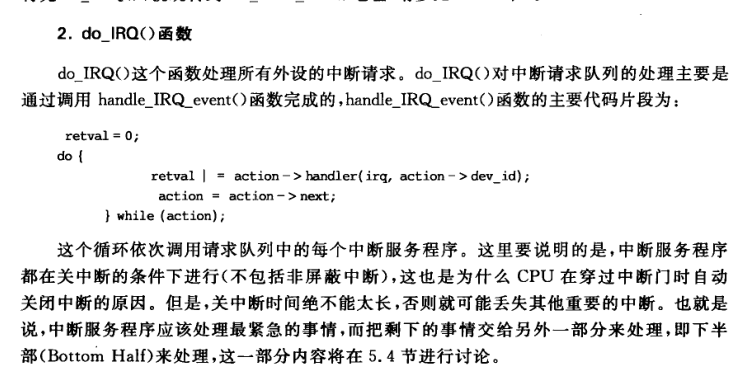 2. do_IRQ()函数
do_IRQ()这个函数处理所有外设的中断请求。do_IRQ()对中断请求队列的处理主要是
通过调用 handle_IRQ_event()函数完成的,handle_IRQ_event()函数的主要代码片段为:
retval = 0;
do {
retval | = action -> handler(irq, action -> dev_id);
action = action -> next;
} while (action);
这个循环依次调用请求队列中的每个中断服务程序。这里要说明的是,中断服务程序
都在关中断的条件下进行(不包括非屏蔽中断),这也是为什么 CPU 在穿过中断门时自动
关闭中断的原因。但是,关中断时间绝不能太长,否则就可能丢失其他重要的中断。也就是
说,中断服务程序应该处理最紧急的事情,而把剩下的事情交给另外一部分来处理,即下半
部(Bottom Half)来处理,这一部分内容将在 5.4 节进行讨论。